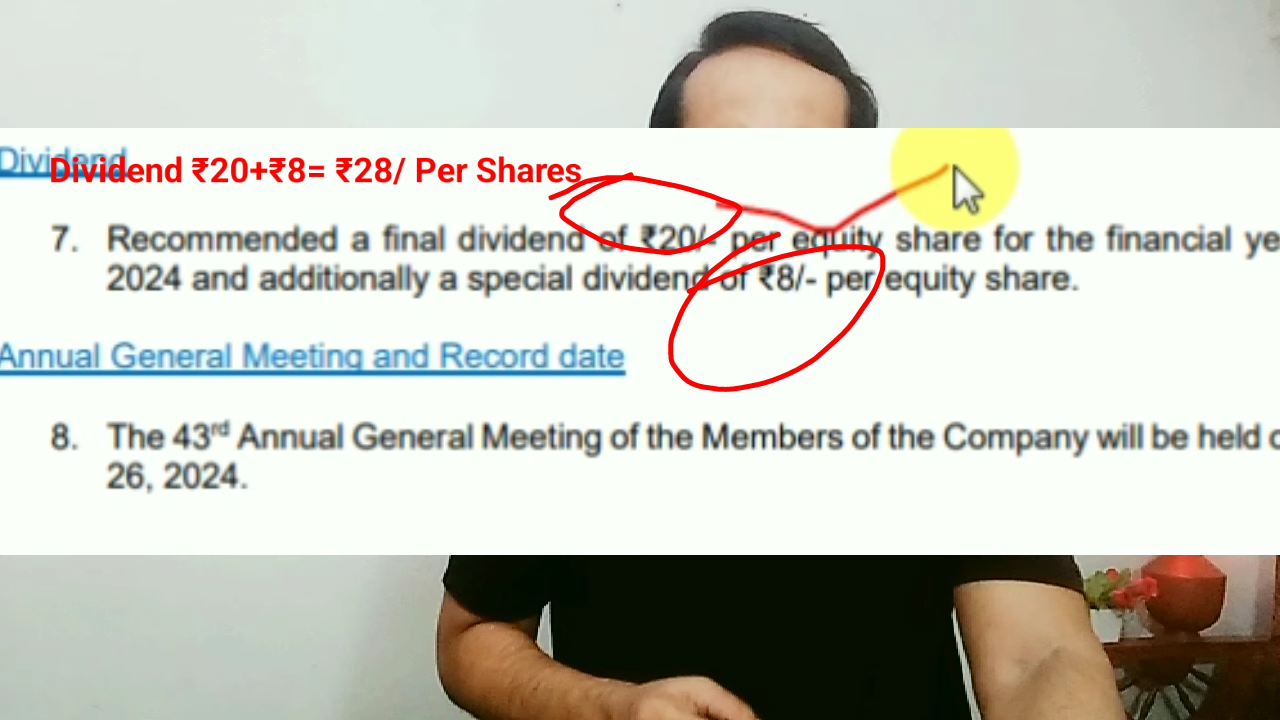 Dividend
Dividend ₹20+₹8= ₹28/ Per Shares
7. Recommended a final dividend of ₹20/- per equity share for the financial ye
2024 and additionally a special dividend of ₹8/- per equity share.
Annual General Meeting and Record date
8. The 43rd Annual General Meeting of the Members of the Company will be held o
26, 2024.